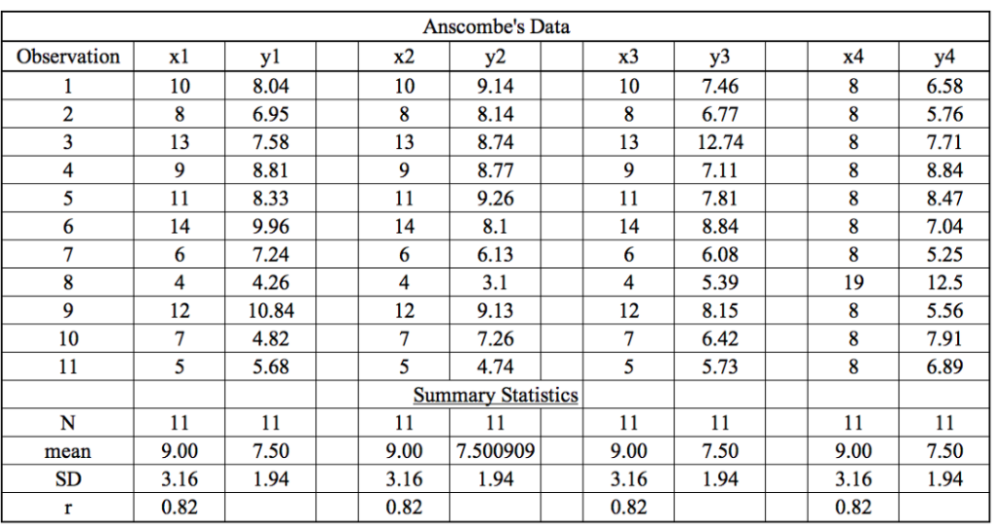 Anscombe's Data
Observation x1 y1 x2 y2 x3 y3 x4 y4
1 10 8.04 10 9.14 10 7.46 8 6.58
2 8 6.95 8 8.14 8 6.77 8 5.76
3 13 7.58 13 8.74 13 12.74 8 7.71
4 9 8.81 9 8.77 9 7.11 8 8.84
5 11 8.33 11 9.26 11 7.81 8 8.47
6 14 9.96 14 8.1 14 8.84 8 7.04
7 6 7.24 6 6.13 6 6.08 8 5.25
8 4 4.26 4 3.1 4 5.39 19 12.5
9 12 10.84 12 9.13 12 8.15 8 5.56
10 7 4.82 7 7.26 7 6.42 8 7.91
11 5 5.68 5 4.74 5 5.73 8 6.89
Summary Statistics
N 11 11 11 11 11 11 11 11
mean 9.00 7.50 9.00 7.500909 9.00 7.50 9.00 7.50
SD 3.16 1.94 3.16 1.94 3.16 1.94 3.16 1.94
r 0.82 0.82 0.82 0.82